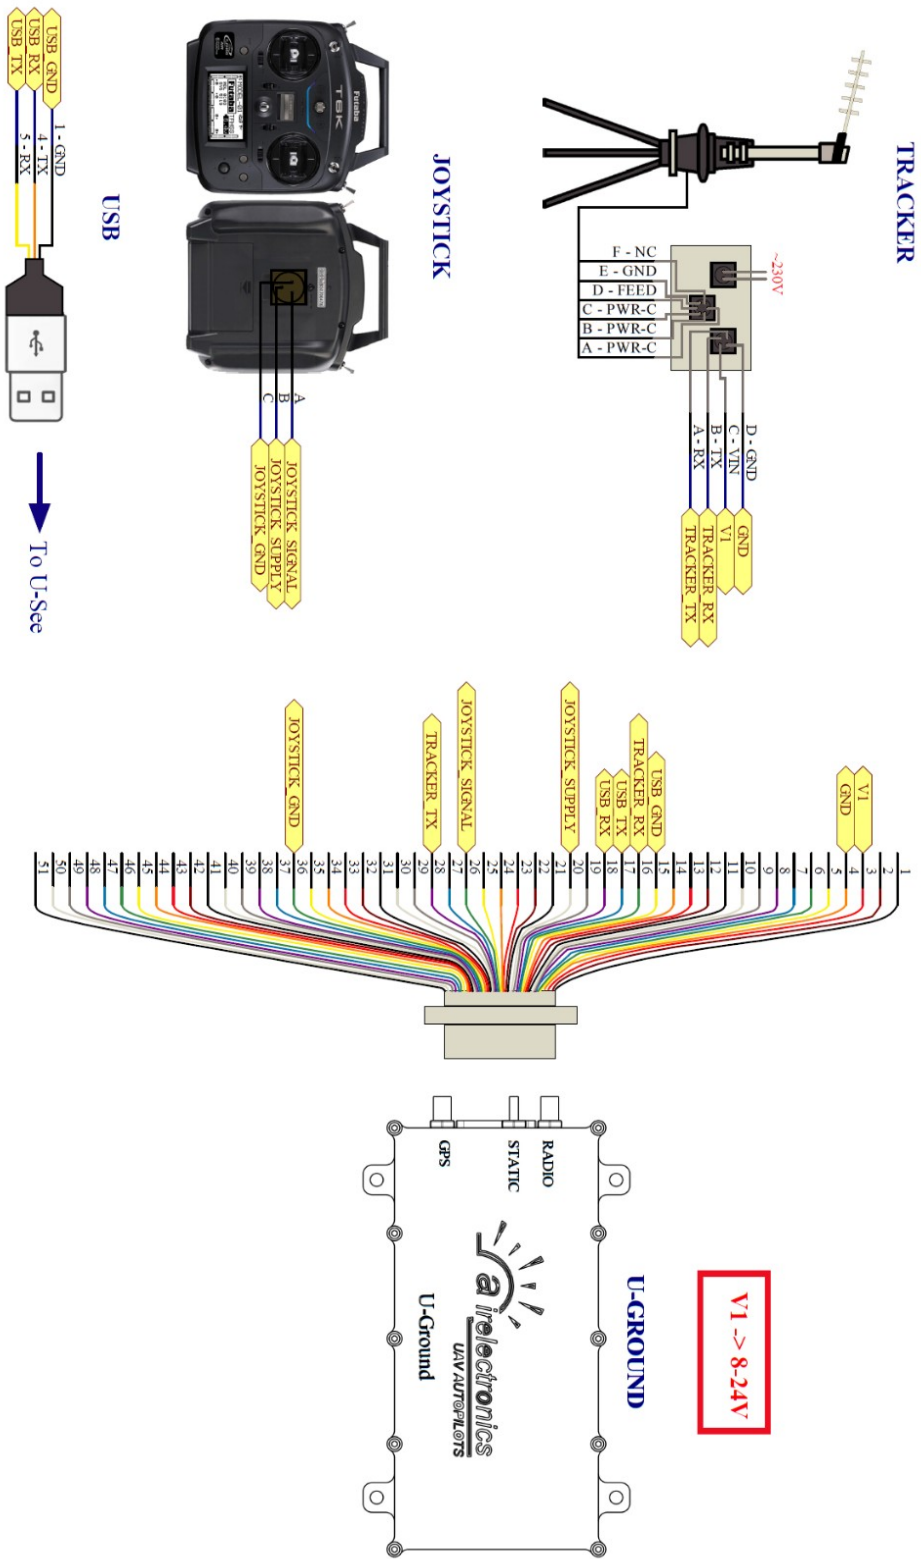 TRACKER
~230V
F - NC
E - GND
D - FEED
C - PWR-C
B - PWR-C
A - PWR-C
D - GND
C - VIN
B - TX
A - RX
GND
V1
TRACKER_RX
TRACKER_TX
JOYSTICK
Futaba
T6K
A
B
C
JOYSTICK_SIGNAL
JOYSTICK_SUPPLY
JOYSTICK_GND
USB
USB_GND
USB_RX
USB_TX
1 - GND
4 - TX
5 - RX
To U-See
V1
GND
USB_GND
TRACKER_RX
USB_TX
USB_RX
JOYSTICK_SUPPLY
JOYSTICK_SIGNAL
TRACKER_TX
JOYSTICK_GND
1
2
3
4
5
6
7
8
9
10
11
12
13
14
15
16
17
18
19
20
21
22
23
24
25
26
27
28
29
30
31
32
33
34
35
36
37
38
39
40
41
42
43
44
45
46
47
48
49
50
51
V1 -> 8-24V
U-GROUND
RADIO
STATIC
GPS
airelectronics
UAV AUTOPILOTS
U-Ground